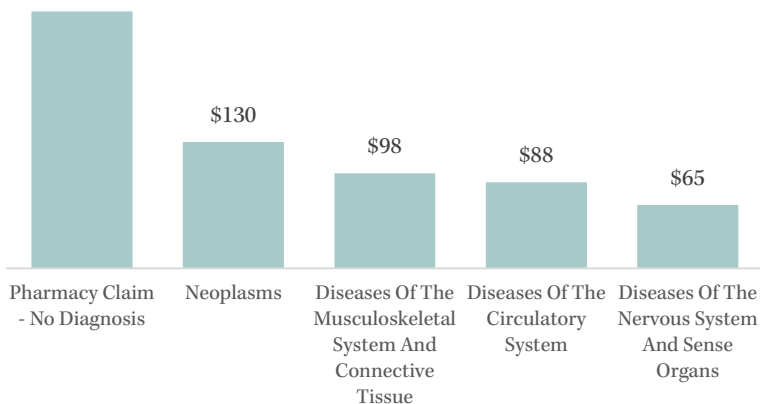 $130
$98
$88
$65
Pharmacy Claim
- No Diagnosis
Neoplasms
Diseases Of The
Musculoskeletal
System And
Connective
Tissue
Diseases Of The
Circulatory
System
Diseases Of The
Nervous System
And Sense
Organs